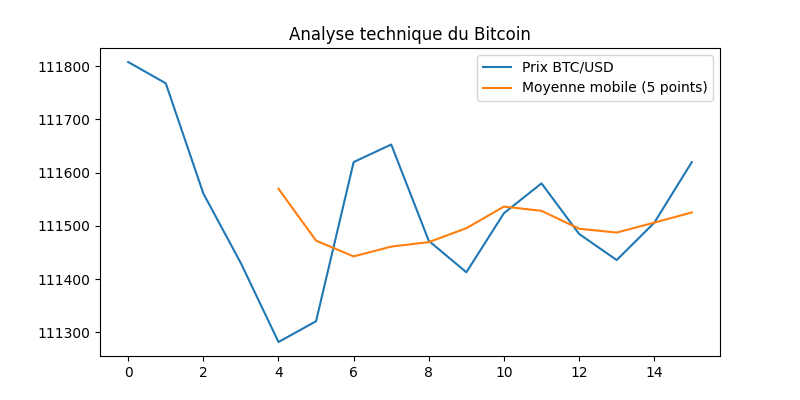 Analyse technique du Bitcoin
Prix BTC/USD
Moyenne mobile (5 points)
111800
111700
111600
111500
111400
111300
0 2 4 6 8 10 12 14